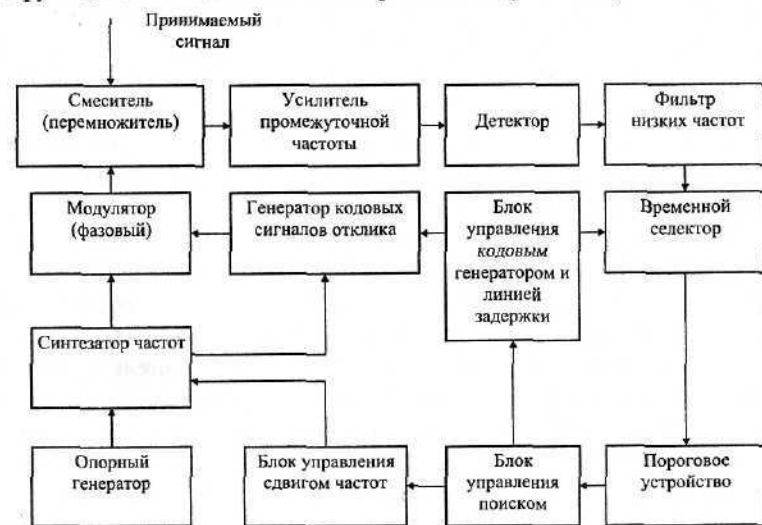 Принимаемый
сигнал
Смеситель
(перемножитель)
Усилитель
промежуточной
частоты
Детектор
Фильтр
низких частот
Модулятор
(фазовый)
Генератор кодовых
сигналов отклика
Блок
управления
кодовым
генератором и
линией
задержки
Временной
селектор
Синтезатор частот
Опорный
генератор
Блок управления
сдвигом частот
Блок
управления
поиском
Пороговое
устройство